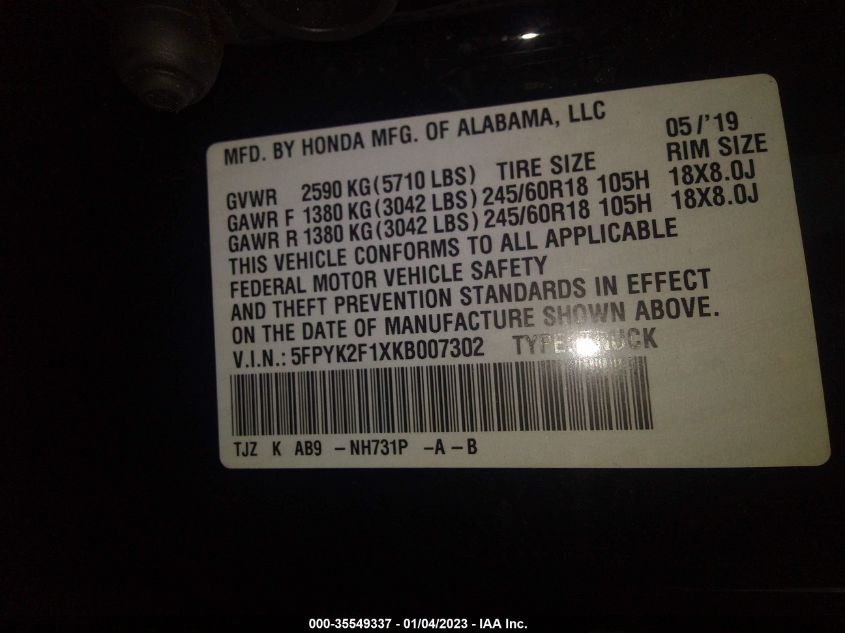 MFD. BY HONDA MFG. OF ALABAMA, LLC 05/'19
GVWR 2590 KG(5710 LBS) TIRE SIZE RIM SIZE
GAWR F 1380 KG(3042 LBS) 245/60R18 105H 18X8.0J
GAWR R 1380 KG(3042 LBS) 245/60R18 105H 18X8.0J
THIS VEHICLE CONFORMS TO ALL APPLICABLE
FEDERAL MOTOR VEHICLE SAFETY
AND THEFT PREVENTION STANDARDS IN EFFECT
ON THE DATE OF MANUFACTURE SHOWN ABOVE.
V.I.N.: 5FPYK2F1XKB007302 TYPE: TRUCK
TJZ K AB9 -NH731P -A-B
000-35549337 - 01/04/2023 - IAA Inc.